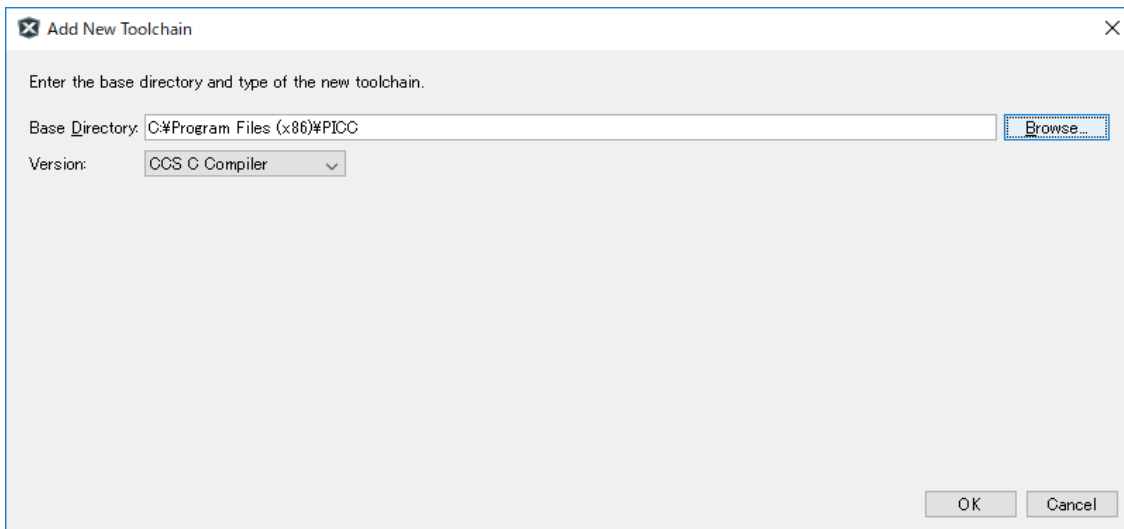 Add New Toolchain
Enter the base directory and type of the new toolchain.
Base Directory: C:¥Program Files (x86)¥PICC Browse...
Version: CCS C Compiler
OK Cancel